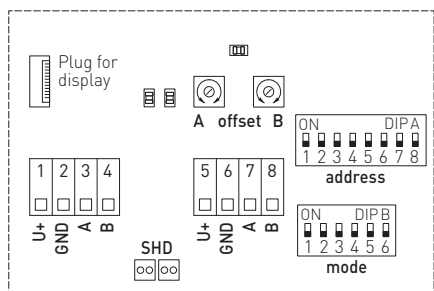 Plug for
display
A offset B
ON DIP A
1 2 3 4 5 6 7 8
address
1 2 3 4
U+ GND A B
5 6 7 8
U+ GND A B
SHD
ON DIP B
1 2 3 4 5 6
mode